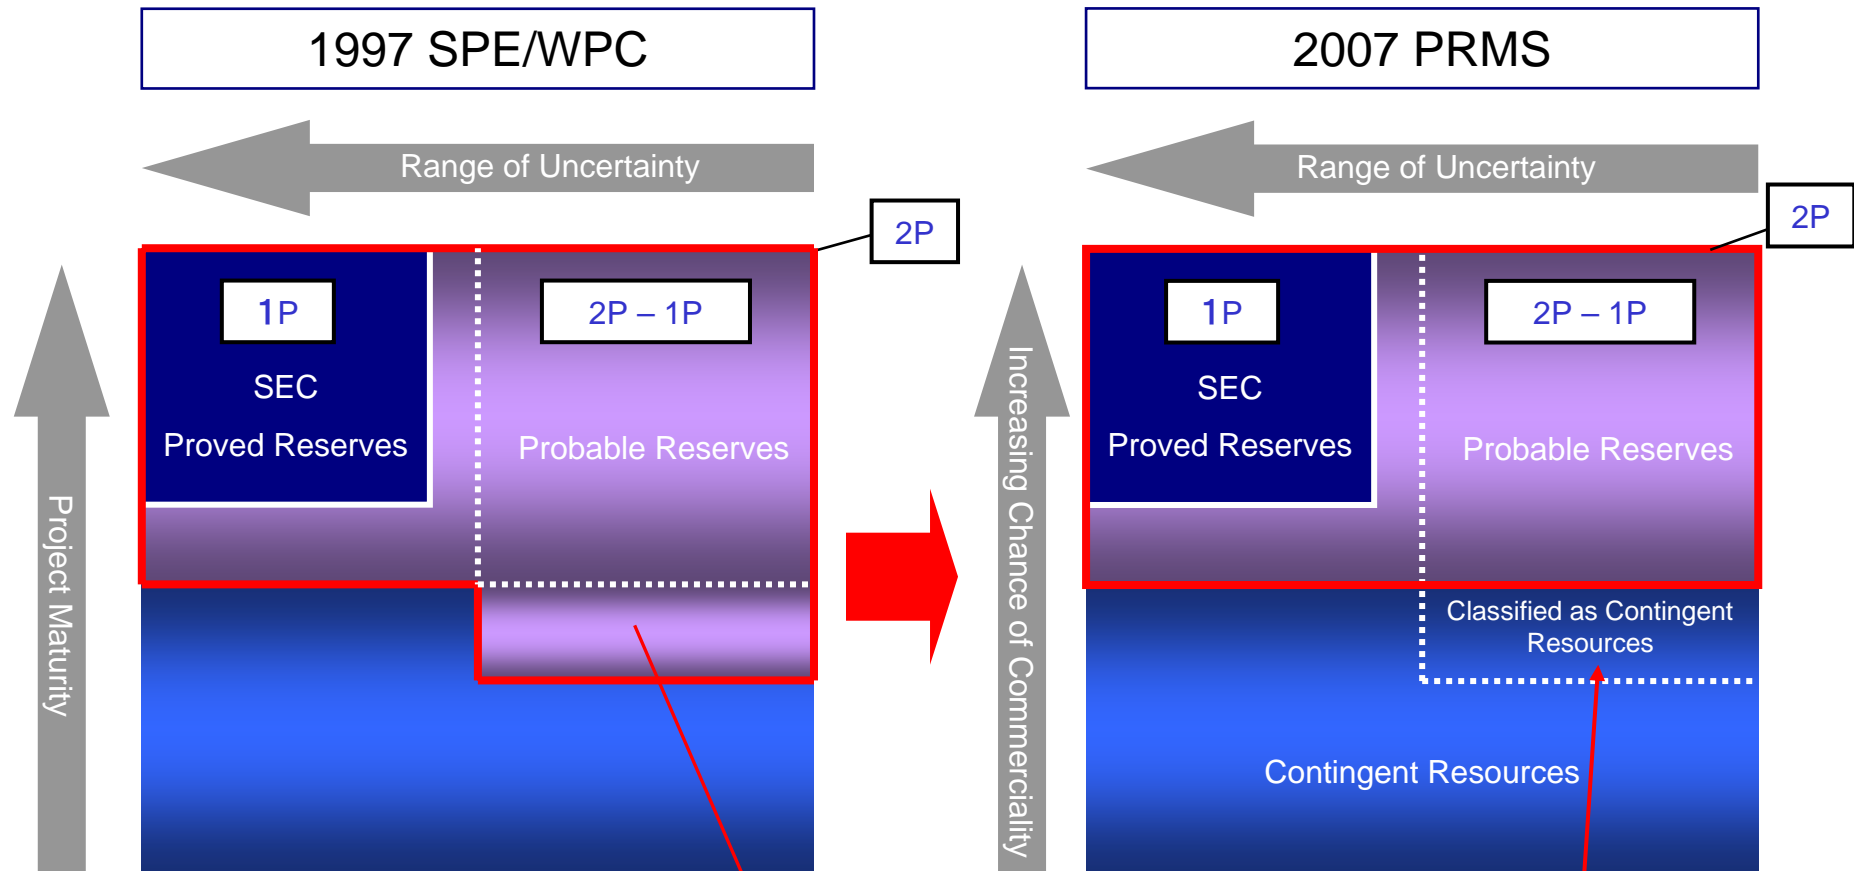 1997 SPE/WPC
Range of Uncertainty
2P
1P
2P – 1P
SEC
Proved Reserves
Probable Reserves
Project Maturity
2007 PRMS
Range of Uncertainty
2P
1P
2P – 1P
SEC
Proved Reserves
Probable Reserves
Increasing Chance of Commerciality
Classified as Contingent
Resources
Contingent Resources